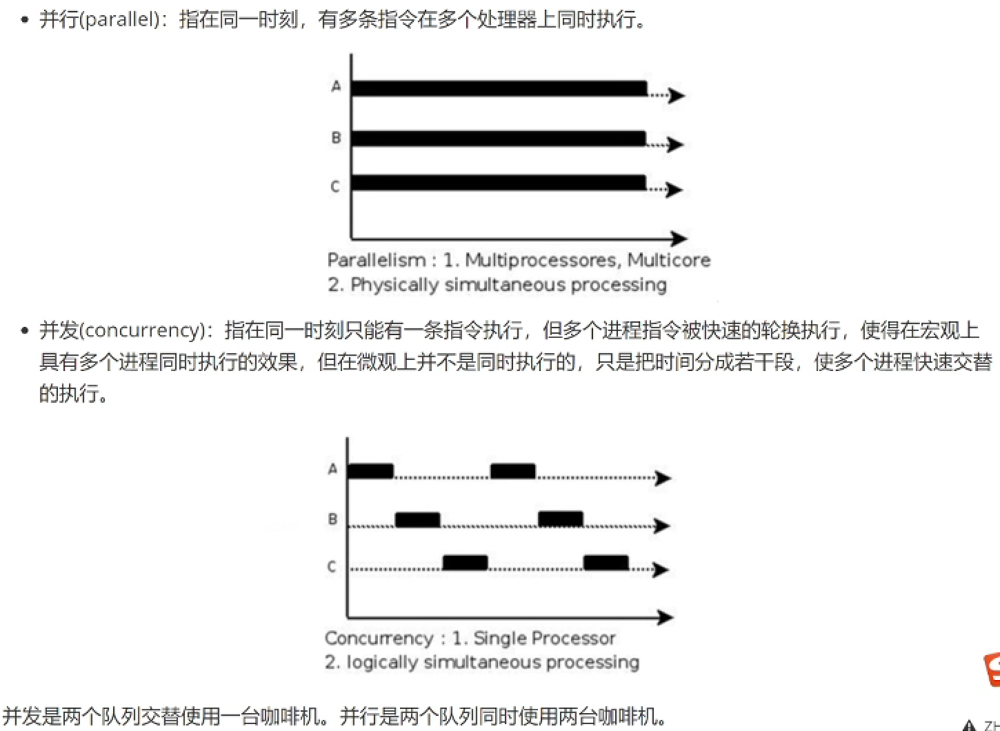 • 并行(parallel)：指在同一时刻，有多条指令在多个处理器上同时执行。
A
B
C
Parallelism : 1. Multiprocessores, Multicore
2. Physically simultaneous processing
• 并发(concurrency)：指在同一时刻只能有一条指令执行，但多个进程指令被快速的轮换执行，使得在宏观上
具有多个进程同时执行的效果，但在微观上并不是同时执行的，只是把时间分成若干段，使多个进程快速交替
的执行。
A
B
C
Concurrency : 1. Single Processor
2. logically simultaneous processing
并发是两个队列交替使用一台咖啡机。并行是两个队列同时使用两台咖啡机。